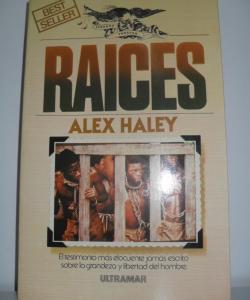 BEST
SELLER
RAICES
ALEX HALEY
El testimonio más elocuente jamás escrito
sobre la grandeza y libertad del hombre.
ULTRAMAR